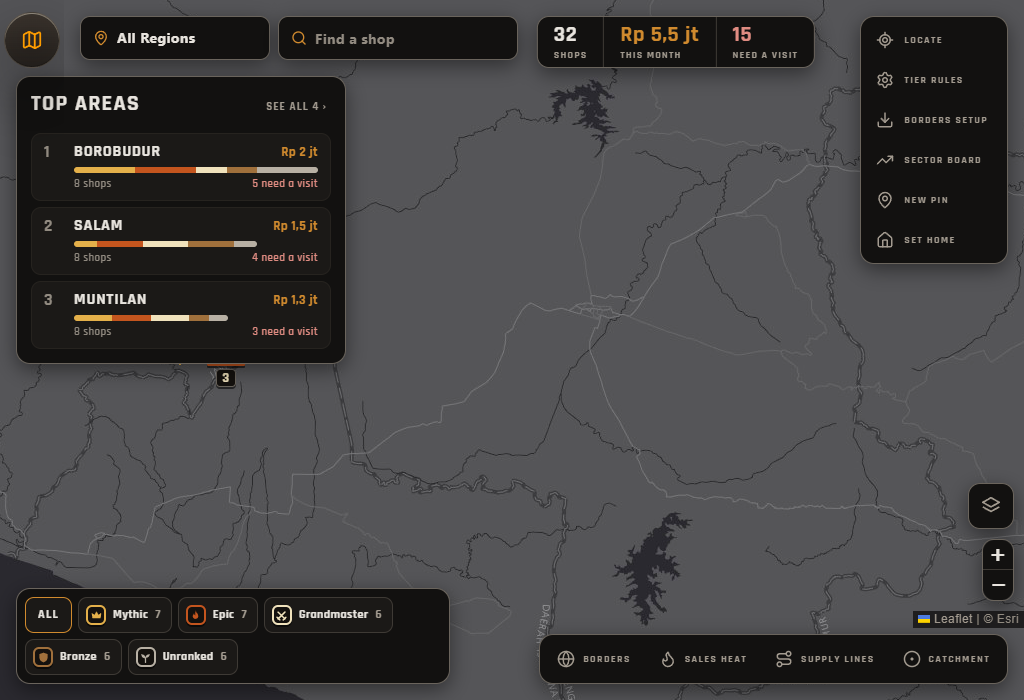 All Regions
Find a shop
32
SHOPS
Rp 5,5 jt
THIS MONTH
15
NEED A VISIT
LOCATE
TIER RULES
BORDERS SETUP
SECTOR BOARD
NEW PIN
SET HOME
TOP AREAS
SEE ALL 4 ›
1 BOROBUDUR Rp 2 jt
8 shops 5 need a visit
2 SALAM Rp 1,5 jt
8 shops 4 need a visit
3 MUNTILAN Rp 1,3 jt
8 shops 3 need a visit
3
ALL
Mythic 7
Epic 7
Grandmaster 6
Bronze 6
Unranked 6
+
−
Leaflet | © Esri
BORDERS
SALES HEAT
SUPPLY LINES
CATCHMENT